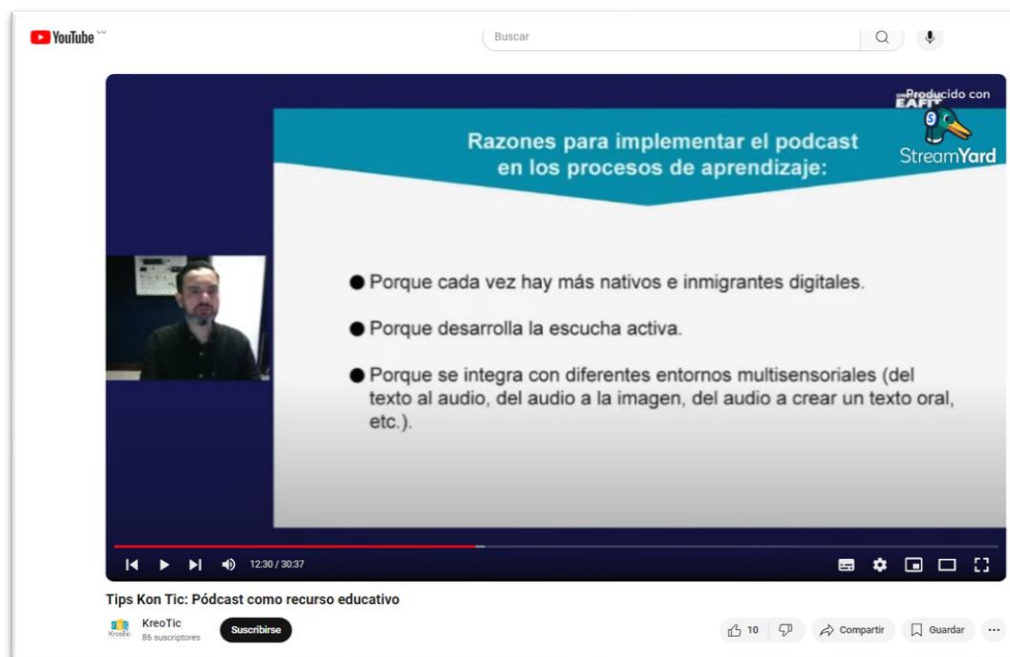 YouTube CO
Buscar
Producido con
EAFIT
StreamYard
Razones para implementar el podcast
en los procesos de aprendizaje:
● Porque cada vez hay más nativos e inmigrantes digitales.
● Porque desarrolla la escucha activa.
● Porque se integra con diferentes entornos multisensoriales (del
texto al audio, del audio a la imagen, del audio a crear un texto oral,
etc.).
12:30 / 30:37
Tips Kon Tic: Pódcast como recurso educativo
KreoTic
86 suscriptores
Suscribirse
10
Compartir
Guardar